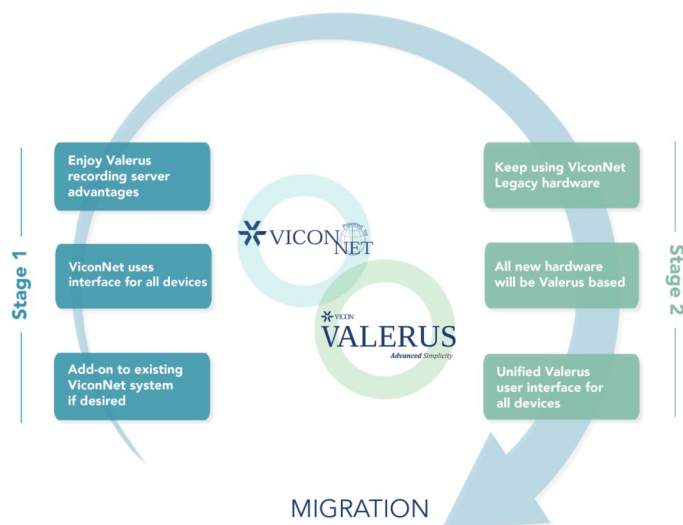 Stage 1
Enjoy Valerus
recording server
advantages
ViconNet uses
interface for all devices
Add-on to existing
ViconNet system
if desired
VICON
NET
VICON
VALERUS
Advanced Simplicity
Keep using ViconNet
Legacy hardware
All new hardware
will be Valerus based
Unified Valerus
user interface for
all devices
Stage 2
MIGRATION